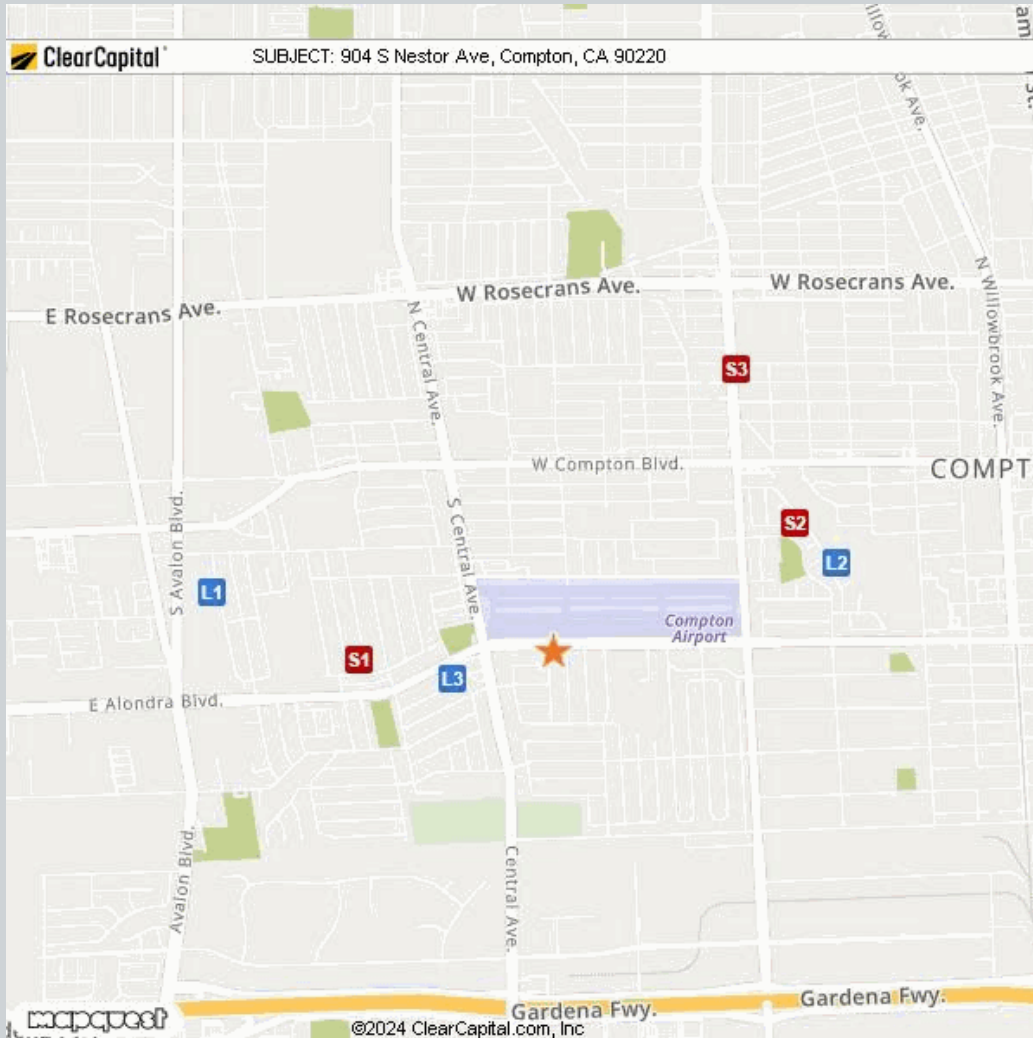 ClearCapital
SUBJECT: 904 S Nestor Ave, Compton, CA 90220
N Willowbrook Ave.
W Rosecrans Ave.
W Rosecrans Ave.
E Rosecrans Ave.
N Central Ave.
S3
W Compton Blvd.
COMPT
S Avalon Blvd.
S Central Ave.
S2
L2
L1
Compton
Airport
S1
L3
E Alondra Blvd.
Avalon Blvd.
Central Ave.
Gardena Fwy.
Gardena Fwy.
mapquest
©2024 ClearCapital.com, Inc